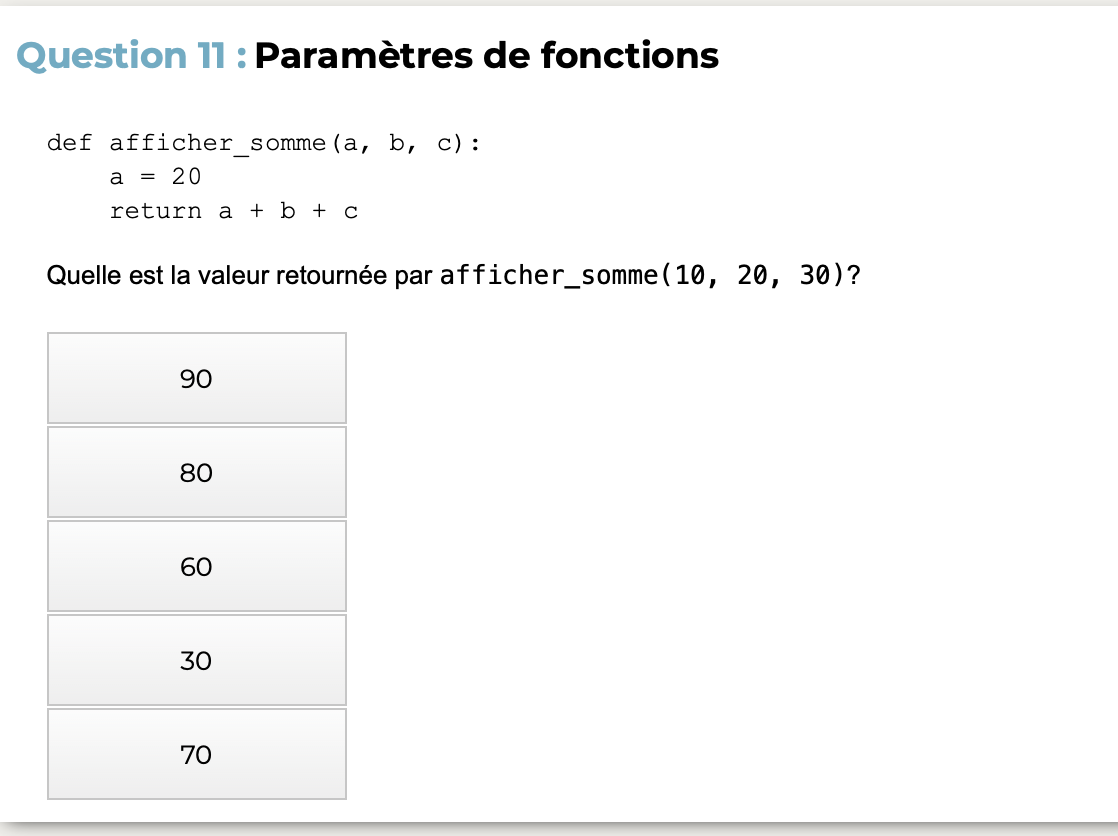 Question 11 : Paramètres de fonctions
def afficher_somme(a, b, c):
    a = 20
    return a + b + c
Quelle est la valeur retournée par afficher_somme(10, 20, 30)?
90
80
60
30
70